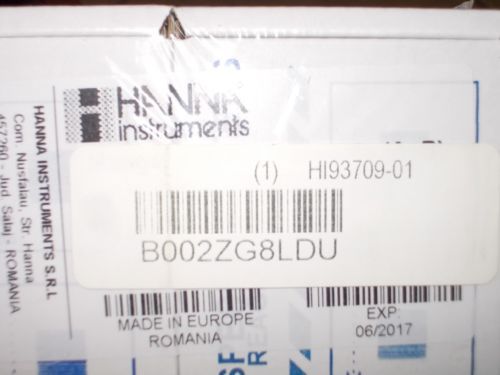 HANNA
instruments
(1) HI93709-01
B002ZG8LDU
MADE IN EUROPE
ROMANIA
EXP
06/2017
HANNA INSTRUMENTS S.R.L
Com. Nusfalau, Str. Hanna
457260 - Jud. Salaj - ROMANIA